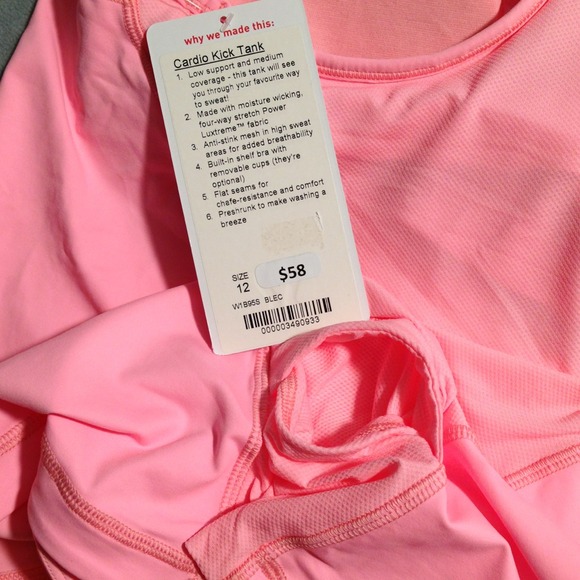 why we made this:
Cardio Kick Tank
1. Low support and medium
coverage - this tank will see
you through your favourite way
to sweat!
2. Made with moisture wicking,
four-way stretch Power
Luxtreme™ fabric
3. Anti-stink mesh in high sweat
areas for added breathability
4. Built-in shelf bra with
removable cups (they're
optional)
5. Flat seams for
chafe-resistance and comfort
6. Preshrunk to make washing a
breeze
SIZE
12
$58
W1B95S BLEC
000003490933